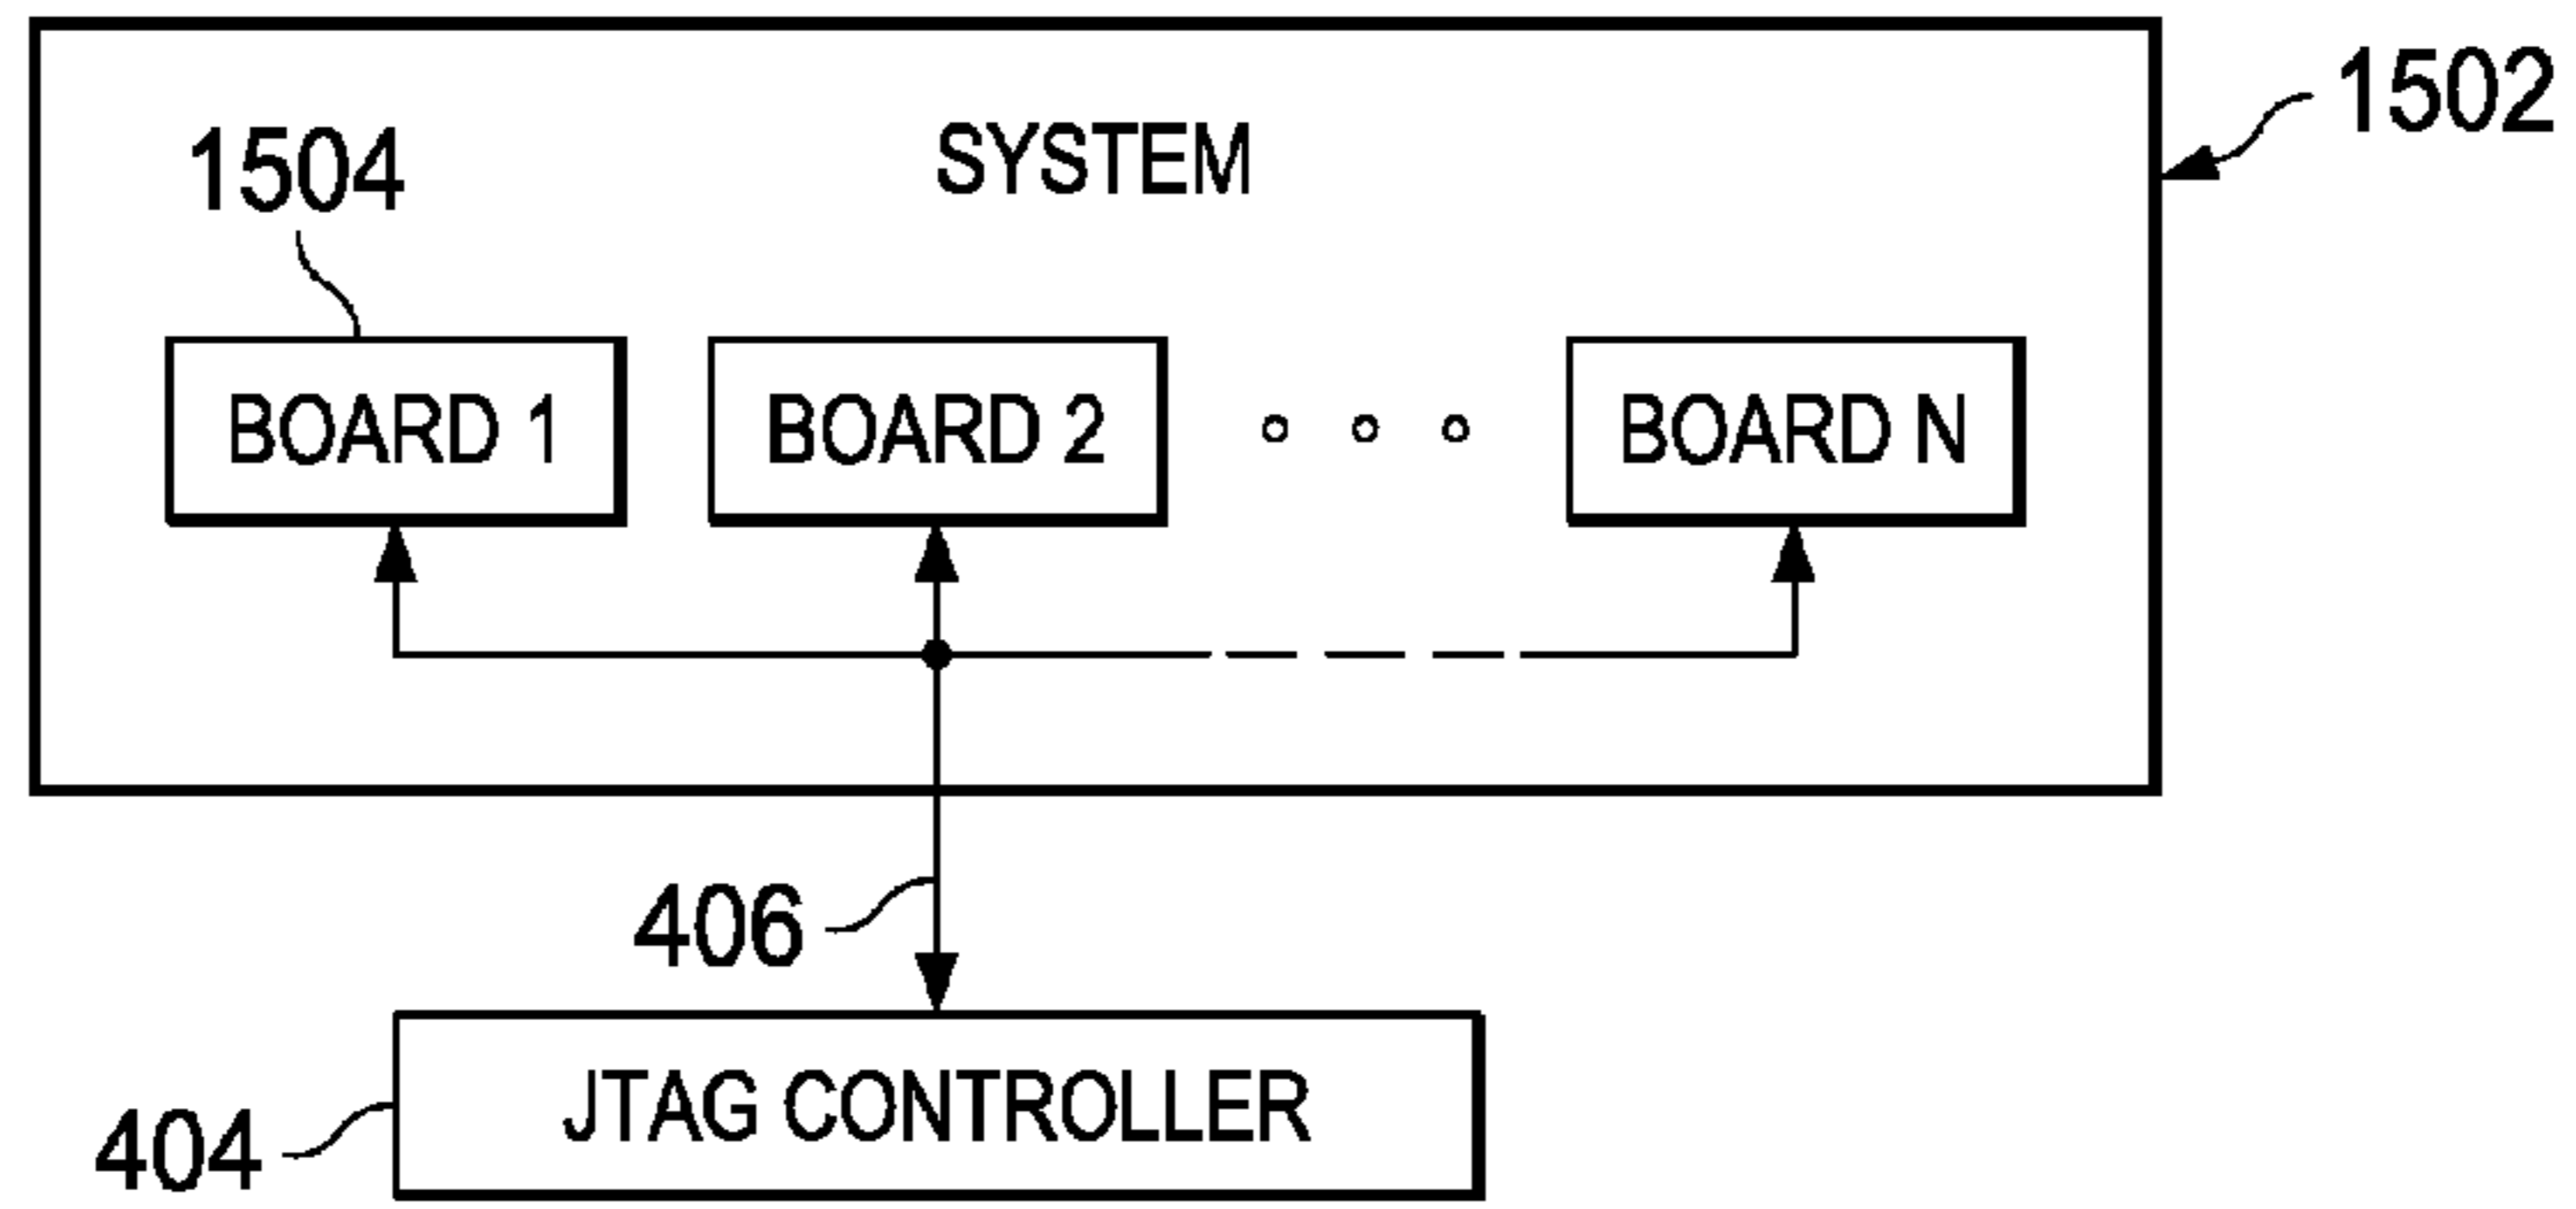 1502
SYSTEM
1504
BOARD 1
BOARD 2
BOARD N
406
JTAG CONTROLLER
404